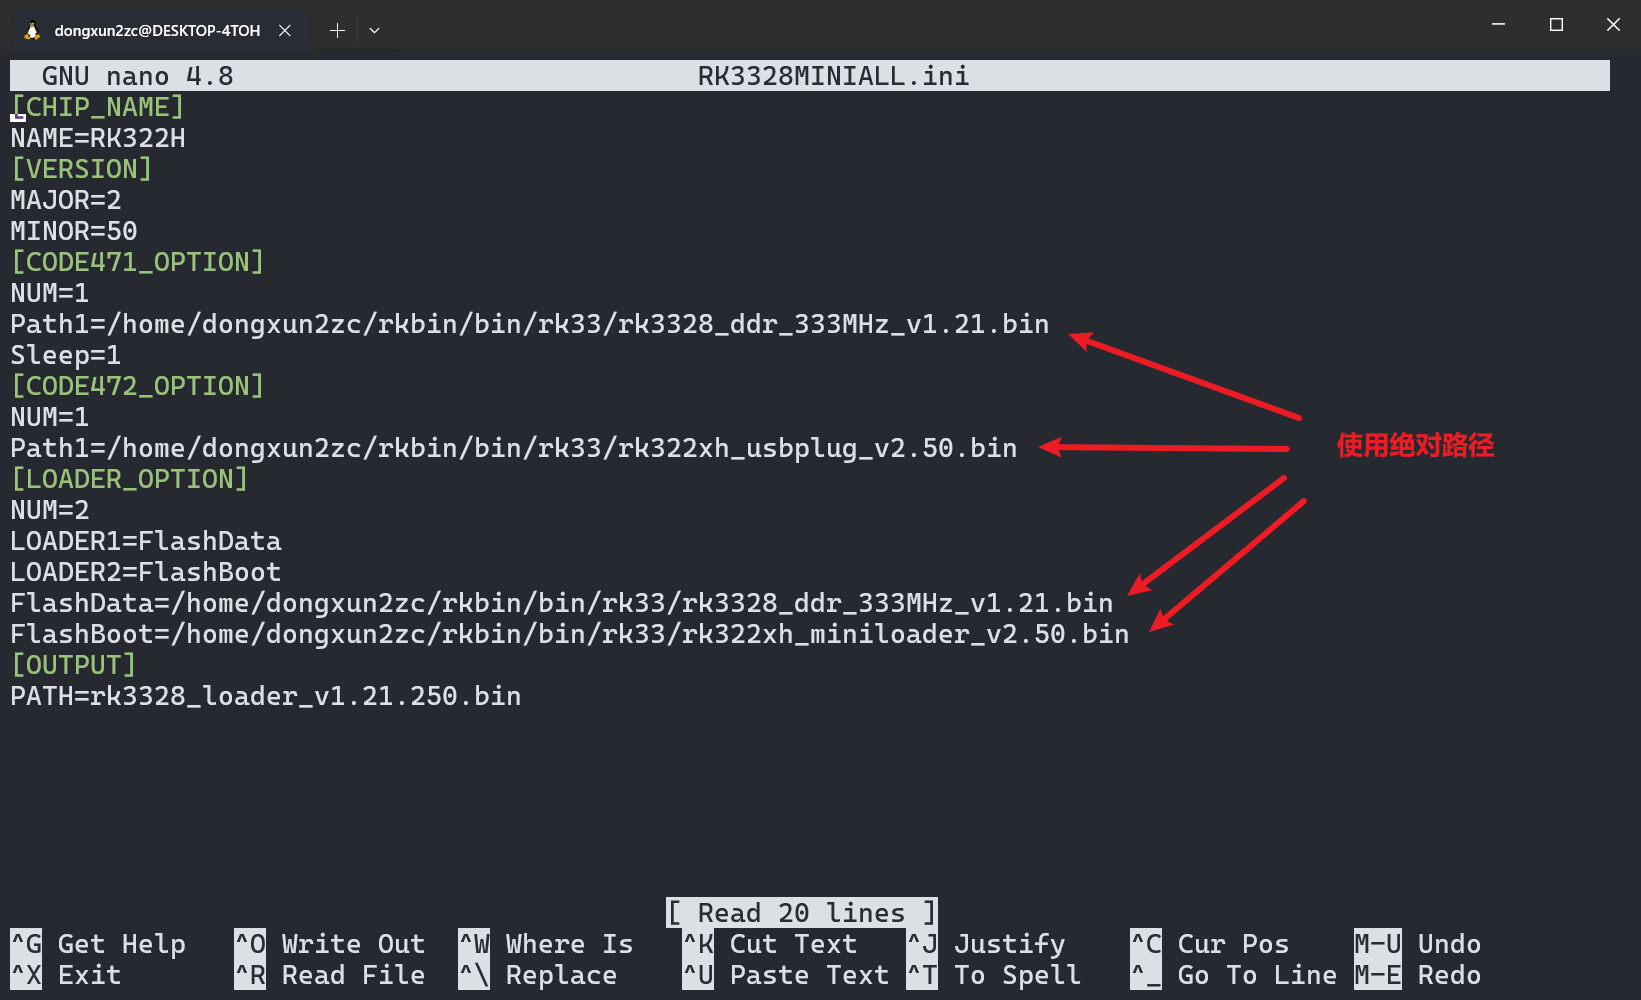 dongxun2zc@DESKTOP-4TOH
GNU nano 4.8 RK3328MINIALL.ini
[CHIP_NAME]
NAME=RK322H
[VERSION]
MAJOR=2
MINOR=50
[CODE471_OPTION]
NUM=1
Path1=/home/dongxun2zc/rkbin/bin/rk33/rk3328_ddr_333MHz_v1.21.bin
Sleep=1
[CODE472_OPTION]
NUM=1
Path1=/home/dongxun2zc/rkbin/bin/rk33/rk322xh_usbplug_v2.50.bin
使用绝对路径
[LOADER_OPTION]
NUM=2
LOADER1=FlashData
LOADER2=FlashBoot
FlashData=/home/dongxun2zc/rkbin/bin/rk33/rk3328_ddr_333MHz_v1.21.bin
FlashBoot=/home/dongxun2zc/rkbin/bin/rk33/rk322xh_miniloader_v2.50.bin
[OUTPUT]
PATH=rk3328_loader_v1.21.250.bin
[ Read 20 lines ]
^G Get Help ^O Write Out ^W Where Is ^K Cut Text ^J Justify ^C Cur Pos M-U Undo
^X Exit ^R Read File ^\ Replace ^U Paste Text ^T To Spell ^_ Go To Line M-E Redo